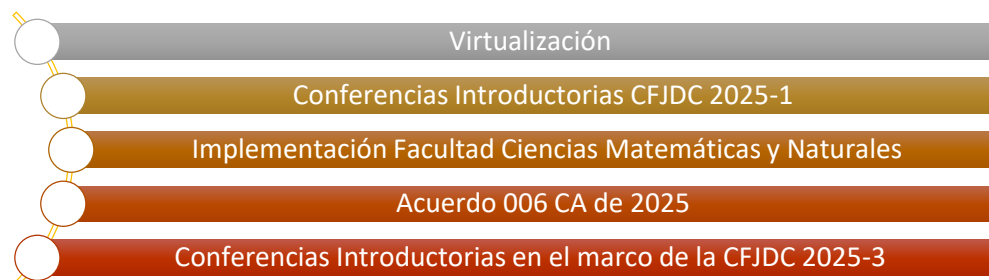 Virtualización
Conferencias Introductorias CFJDC 2025-1
Implementación Facultad Ciencias Matemáticas y Naturales
Acuerdo 006 CA de 2025
Conferencias Introductorias en el marco de la CFJDC 2025-3